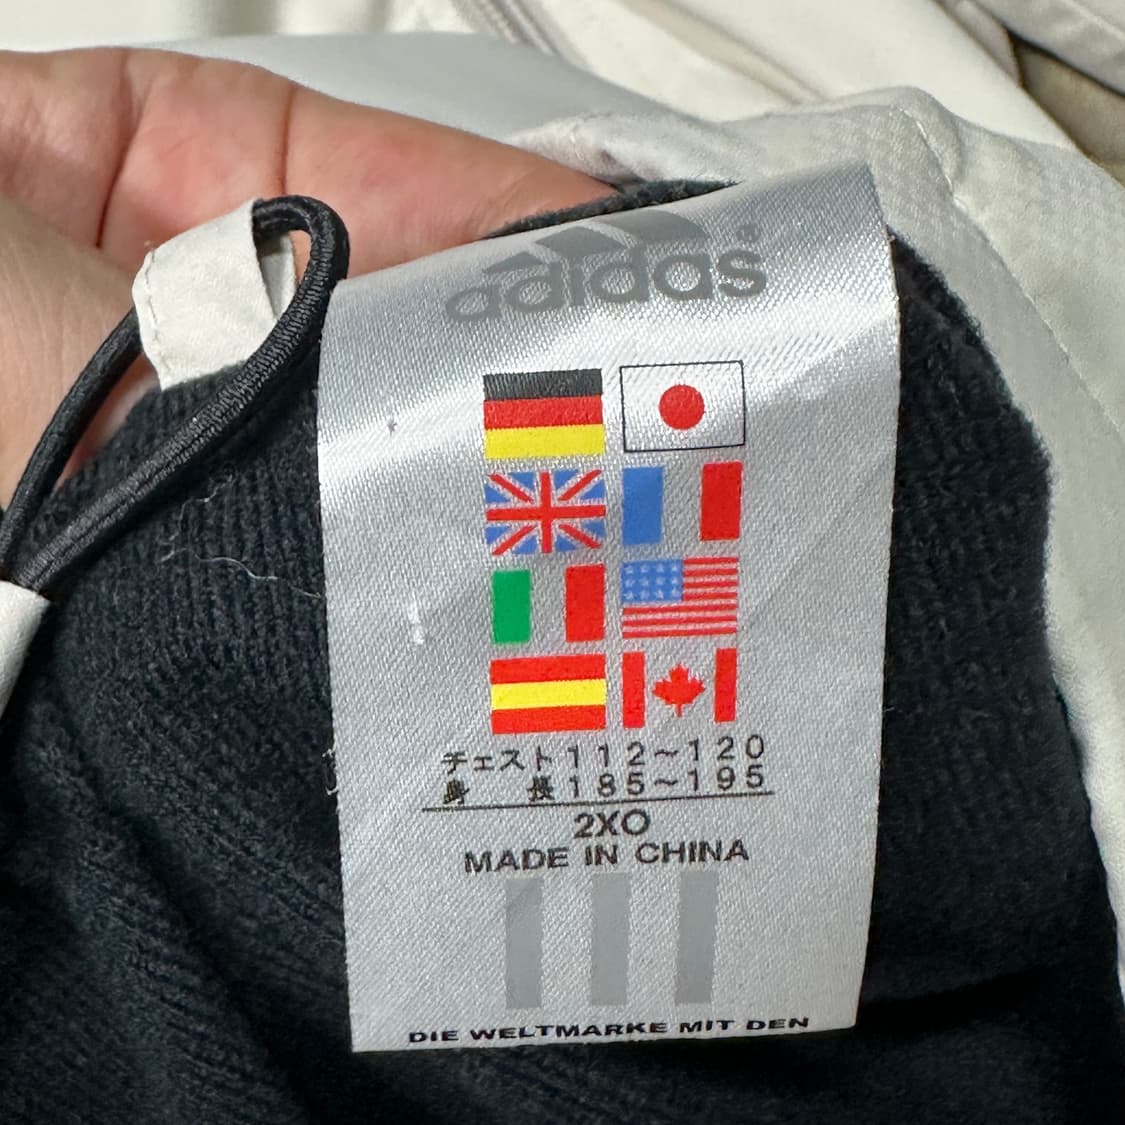 adidas®
チェスト112~120
身 長185~195
2XO
MADE IN CHINA
DIE WELTMARKE MIT DEN